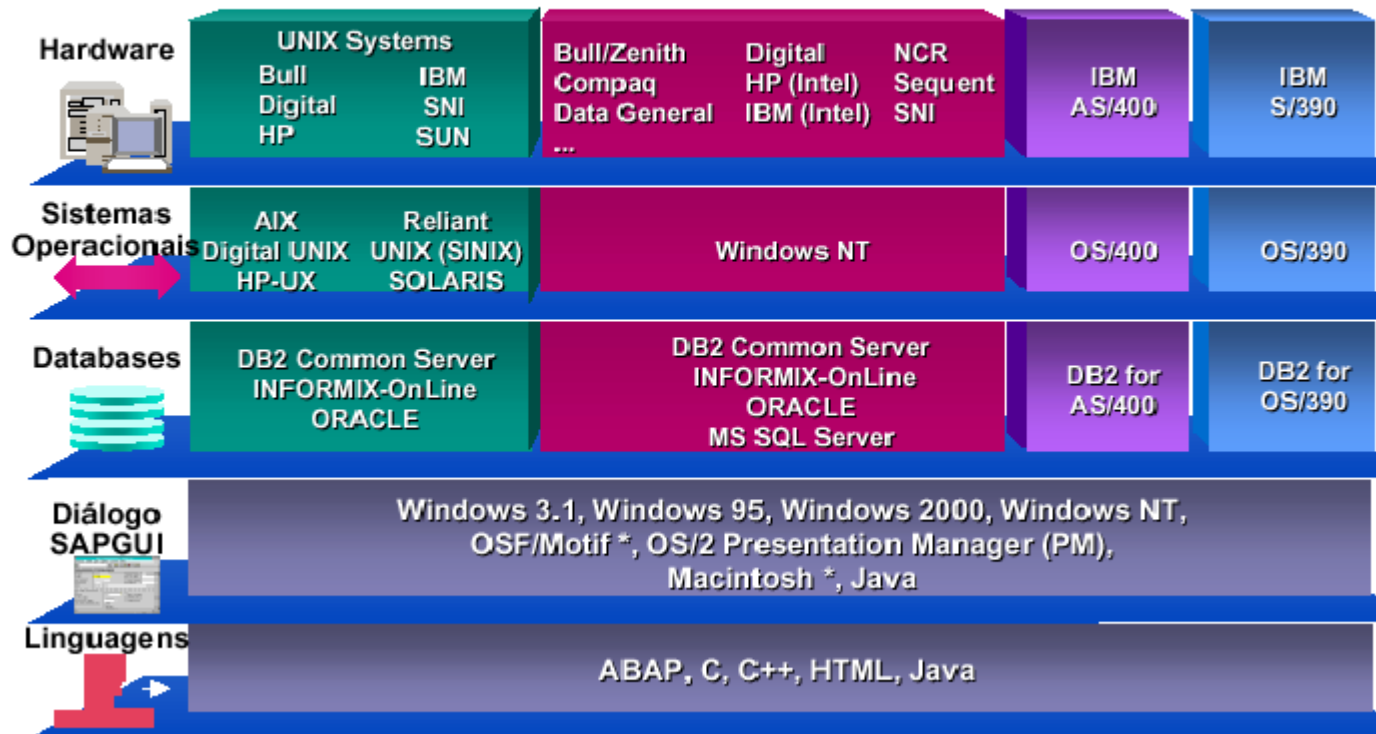 Hardware
UNIX Systems
Bull IBM
Digital SNI
HP SUN
Bull/Zenith Digital NCR
Compaq HP (Intel) Sequent
Data General IBM (Intel) SNI
...
IBM
AS/400
IBM
S/390
Sistemas
Operacionais
AIX Reliant
Digital UNIX UNIX (SINIX)
HP-UX SOLARIS
Windows NT
OS/400
OS/390
Databases
DB2 Common Server
INFORMIX-OnLine
ORACLE
DB2 Common Server
INFORMIX-OnLine
ORACLE
MS SQL Server
DB2 for
AS/400
DB2 for
OS/390
Diálogo
SAPGUI
Windows 3.1, Windows 95, Windows 2000, Windows NT,
OSF/Motif *, OS/2 Presentation Manager (PM),
Macintosh *, Java
Linguagens
ABAP, C, C++, HTML, Java